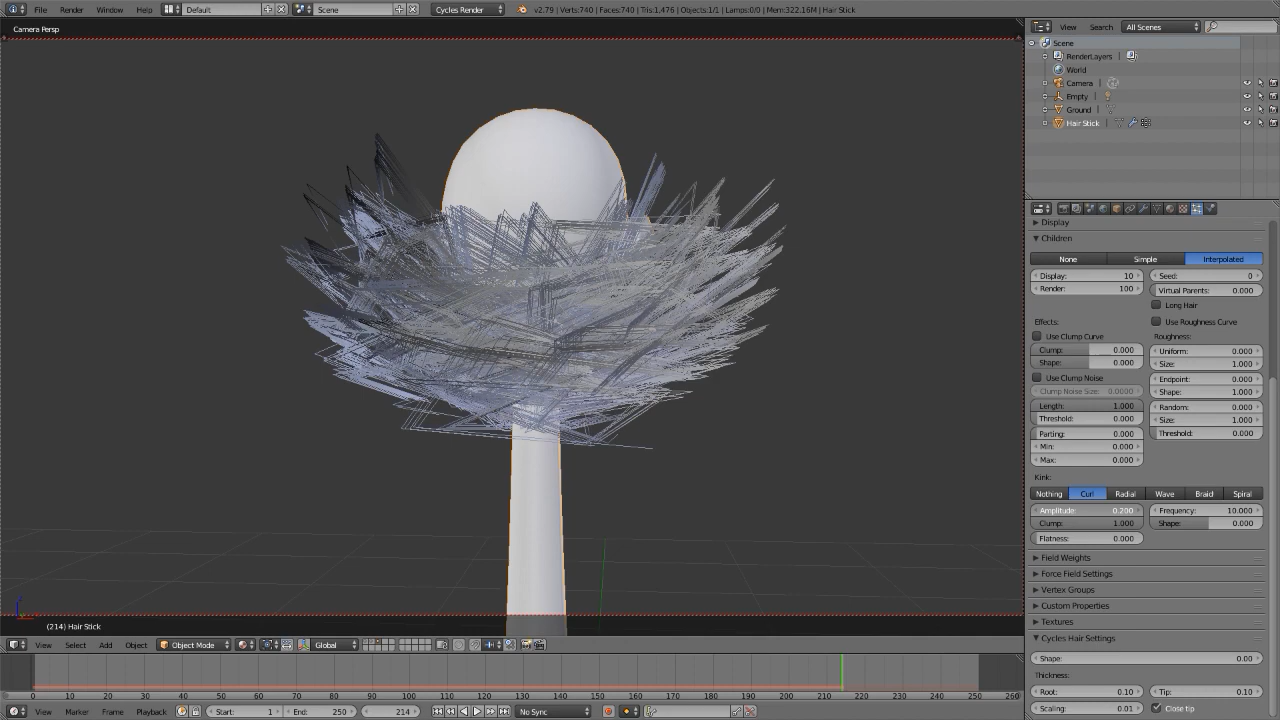 File Render Window Help Default Scene Cycles Render v2.79 | Verts:740 | Faces:740 | Tris:1,476 | Objects:1/1 | Lamps:0/0 | Mem:322.16M | Hair Stick
Camera Persp
View Search All Scenes
Scene
RenderLayers
World
Camera
Empty
Ground
Hair Stick
Display
Children
None Simple Interpolated
Display: 10 Seed: 0
Render: 100 Virtual Parents: 0.000
Long Hair
Effects: Use Roughness Curve
Use Clump Curve Roughness:
Clump: 0.000 Uniform: 0.000
Shape: 0.000 Size: 1.000
Use Clump Noise Endpoint: 0.000
Clump Noise Size: 0.0000 Shape: 1.000
Length: 1.000 Random: 0.000
Threshold: 0.000 Size: 1.000
Parting: 0.000 Threshold: 0.000
Min: 0.000
Max: 0.000
Kink:
Nothing Curl Radial Wave Braid Spiral
Amplitude: 0.200 Frequency: 10.000
Clump: 1.000 Shape: 0.000
Flatness: 0.000
Field Weights
Force Field Settings
Vertex Groups
Custom Properties
Textures
Cycles Hair Settings
Shape: 0.00
Thickness:
Root: 0.10 Tip: 0.10
Scaling: 0.01 Close tip
(214) Hair Stick
View Select Add Object Object Mode Global
0 10 20 30 40 50 60 70 80 90 100 110 120 130 140 150 160 170 180 190 200 210 220 230 240 250 260
View Marker Frame Playback Start: 1 End: 250 214 No Sync